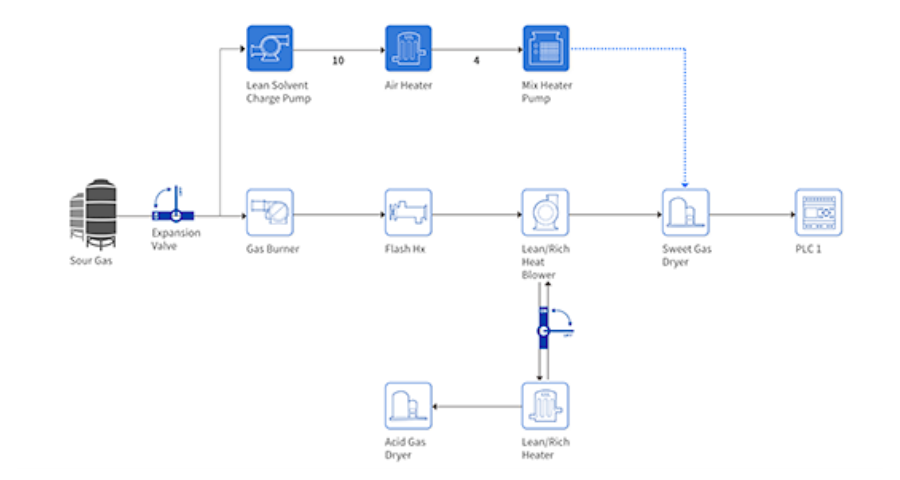 10
4
Lean Solvent
Charge Pump
Air Heater
Mix Heater
Pump
Sour Gas
Expansion
Valve
Gas Burner
Flash Hx
Lean/Rich
Heat
Blower
Sweet Gas
Dryer
PLC 1
Acid Gas
Dryer
Lean/Rich
Heater